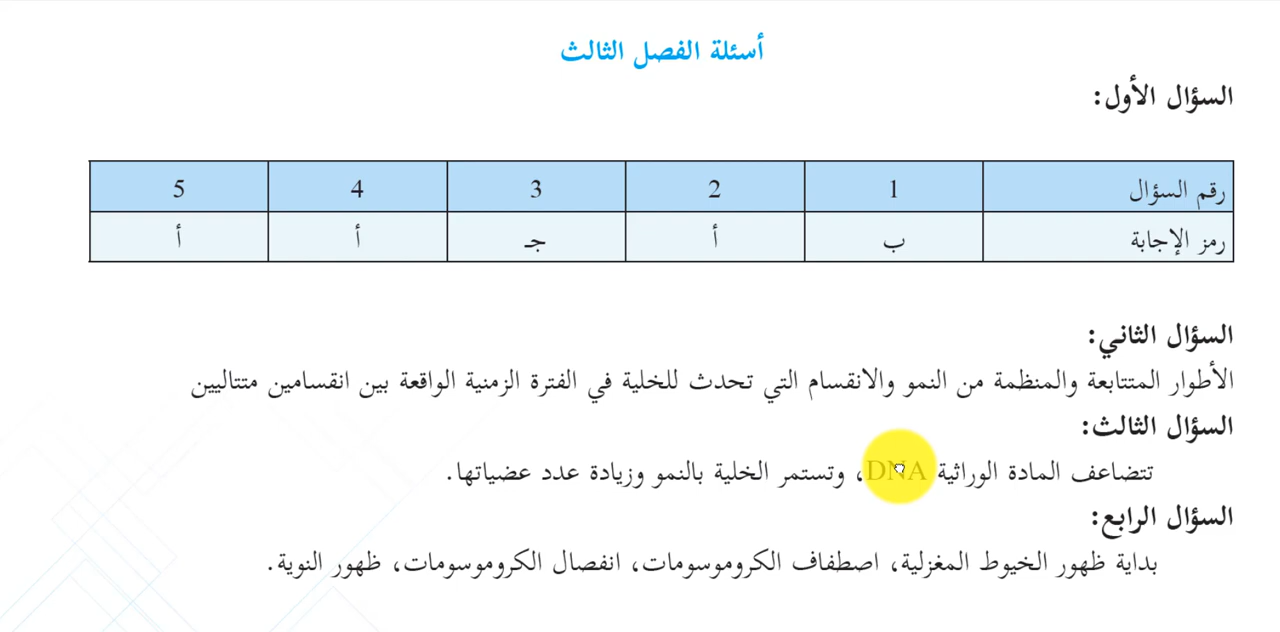 أسئلة الفصل الثالث
السؤال الأول:
رقم السؤال 1 2 3 4 5
رمز الإجابة ب أ جـ أ أ
السؤال الثاني:
الأطوار المتتابعة والمنظمة من النمو والانقسام التي تحدث للخلية في الفترة الزمنية الواقعة بين انقسامين متتاليين
السؤال الثالث:
تتضاعف المادة الوراثية DNA، وتستمر الخلية بالنمو وزيادة عدد عضياتها.
السؤال الرابع:
بداية ظهور الخيوط المغزلية، اصطفاف الكروموسومات، انفصال الكروموسومات، ظهور النوية.